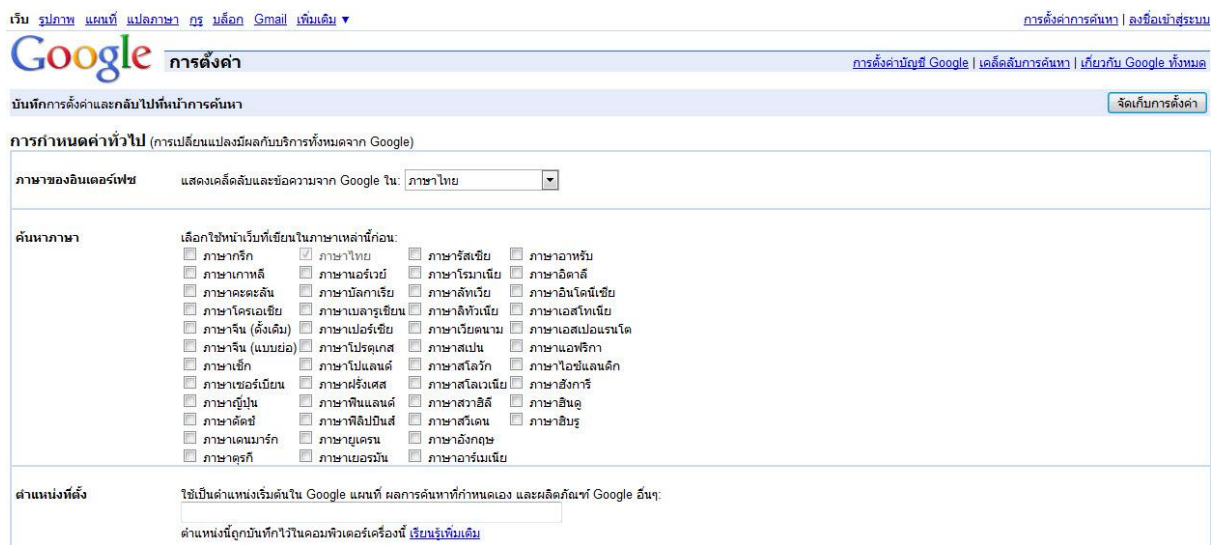 เว็บ รูปภาพ แผนที่ แปลภาษา กูรู บล็อก Gmail เพิ่มเติม ▼ การตั้งค่าการค้นหา | ลงชื่อเข้าสู่ระบบ
Google การตั้งค่า การตั้งค่าบัญชี Google | เคล็ดลับการค้นหา | เกี่ยวกับ Google ทั้งหมด
บันทึกการตั้งค่าและกลับไปที่หน้าการค้นหา จัดเก็บการตั้งค่า
การกำหนดค่าทั่วไป (การเปลี่ยนแปลงมีผลกับบริการทั้งหมดจาก Google)
ภาษาของอินเตอร์เฟซ แสดงเคล็ดลับและข้อความจาก Google ใน: ภาษาไทย
ค้นหาภาษา เลือกใช้หน้าเว็บที่เขียนในภาษาเหล่านี้ก่อน:
ภาษากรีก ภาษาไทย ภาษารัสเซีย ภาษาอาหรับ
ภาษาเกาหลี ภาษานอร์เวย์ ภาษาโรมาเนีย ภาษาอิตาลี
ภาษาคะตะลัน ภาษาบัลกาเรีย ภาษาลัทเวีย ภาษาอินโดนีเซีย
ภาษาโครเอเชีย ภาษาเบลารูเซียน ภาษาลิทัวเนีย ภาษาเอสโทเนีย
ภาษาจีน (ดั้งเดิม) ภาษาเปอร์เซีย ภาษาเวียตนาม ภาษาเอสเปอแรนโต
ภาษาจีน (แบบย่อ) ภาษาโปรตุเกส ภาษาสเปน ภาษาแอฟริกา
ภาษาเช็ก ภาษาโปแลนด์ ภาษาสโลวัก ภาษาไอซ์แลนดิก
ภาษาเซอร์เบียน ภาษาฝรั่งเศส ภาษาสโลเวเนีย ภาษาฮังการี
ภาษาญี่ปุ่น ภาษาฟินแลนด์ ภาษาสวาฮิลี ภาษาฮินดู
ภาษาดัตช์ ภาษาฟิลิปปินส์ ภาษาสวีเดน ภาษาฮิบรู
ภาษาเดนมาร์ก ภาษายูเครน ภาษาอังกฤษ
ภาษาตุรกี ภาษาเยอรมัน ภาษาอาร์เมเนีย
ตำแหน่งที่ตั้ง ใช้เป็นตำแหน่งเริ่มต้นใน Google แผนที่ ผลการค้นหาที่กำหนดเอง และผลิตภัณฑ์ Google อื่นๆ:
ตำแหน่งนี้ถูกบันทึกไว้ในคอมพิวเตอร์เครื่องนี้ เรียนรู้เพิ่มเติม